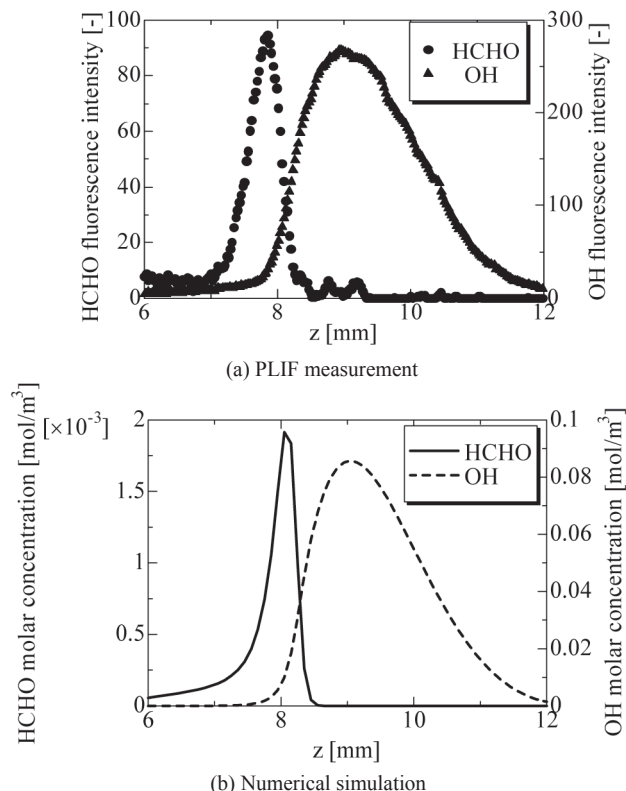 HCHO fluorescence intensity [-]
100
80
60
40
20
0
HCHO
OH
300
200
100
0
OH fluorescence intensity [-]
6 8 10 12
z [mm]
(a) PLIF measurement
HCHO molar concentration [mol/m³]
[×10⁻³]
2
1.5
1
0.5
0
HCHO
OH
0.1
0.08
0.06
0.04
0.02
0
OH molar concentration [mol/m³]
6 8 10 12
z [mm]
(b) Numerical simulation